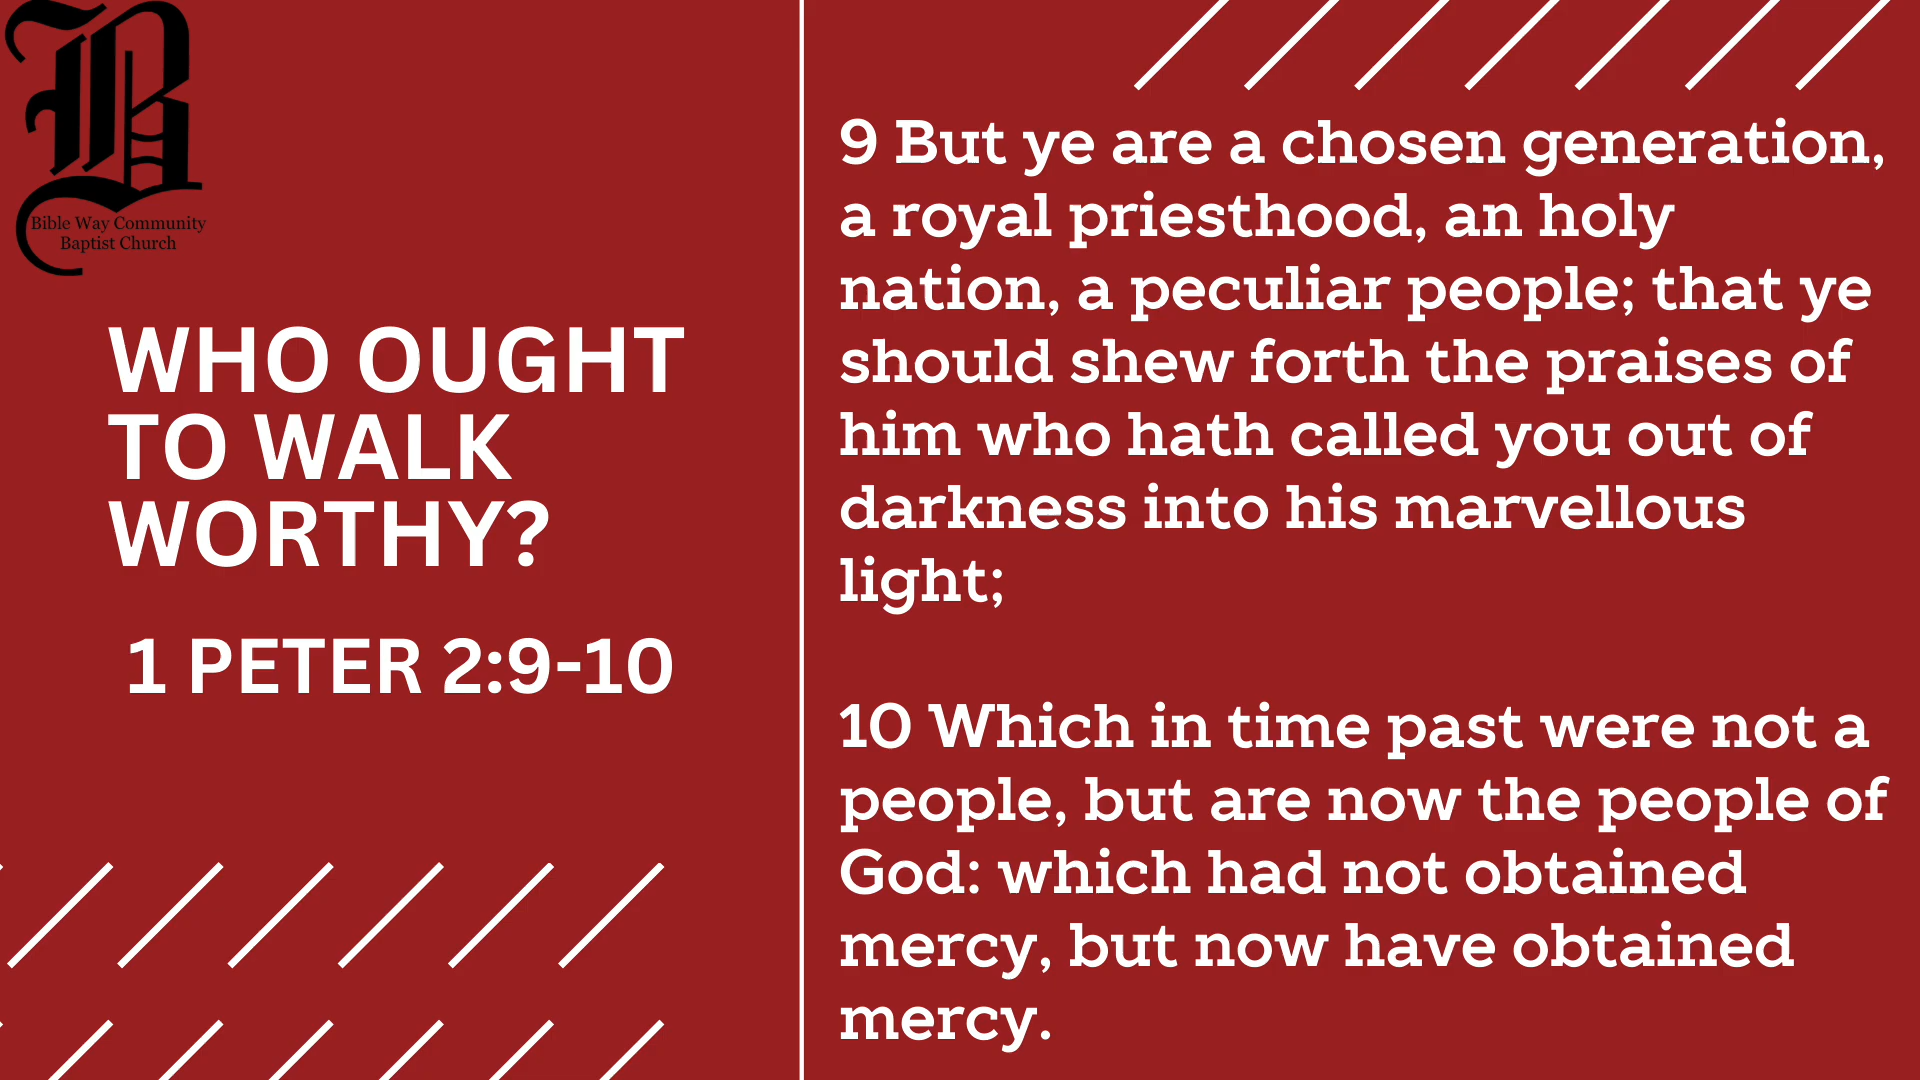 B
Bible Way Community
Baptist Church
WHO OUGHT
TO WALK
WORTHY?
1 PETER 2:9-10
9 But ye are a chosen generation,
a royal priesthood, an holy
nation, a peculiar people; that ye
should shew forth the praises of
him who hath called you out of
darkness into his marvellous
light;
10 Which in time past were not a
people, but are now the people of
God: which had not obtained
mercy, but now have obtained
mercy.